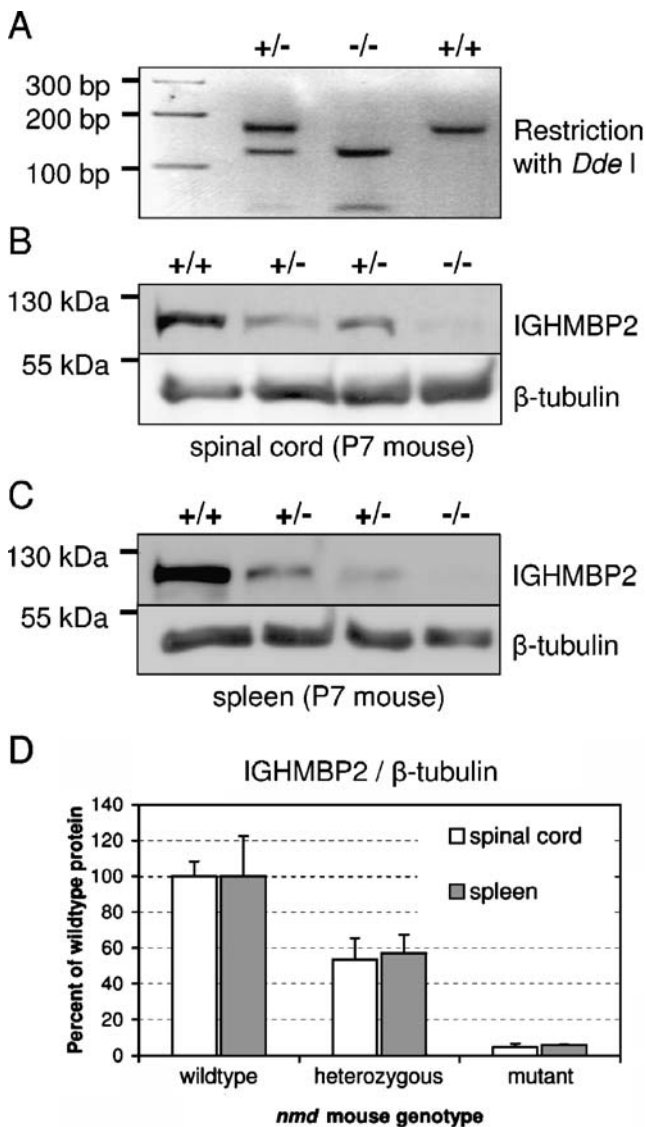 A
+/- -/- +/+
300 bp
200 bp
100 bp
Restriction
with Dde I
B
+/+ +/- +/- -/-
130 kDa
IGHMBP2
55 kDa
β-tubulin
spinal cord (P7 mouse)
C
+/+ +/- +/- -/-
130 kDa
IGHMBP2
55 kDa
β-tubulin
spleen (P7 mouse)
D
IGHMBP2 / β-tubulin
Percent of wildtype protein
140
120
100
80
60
40
20
0
spinal cord
spleen
wildtype heterozygous mutant
nmd mouse genotype